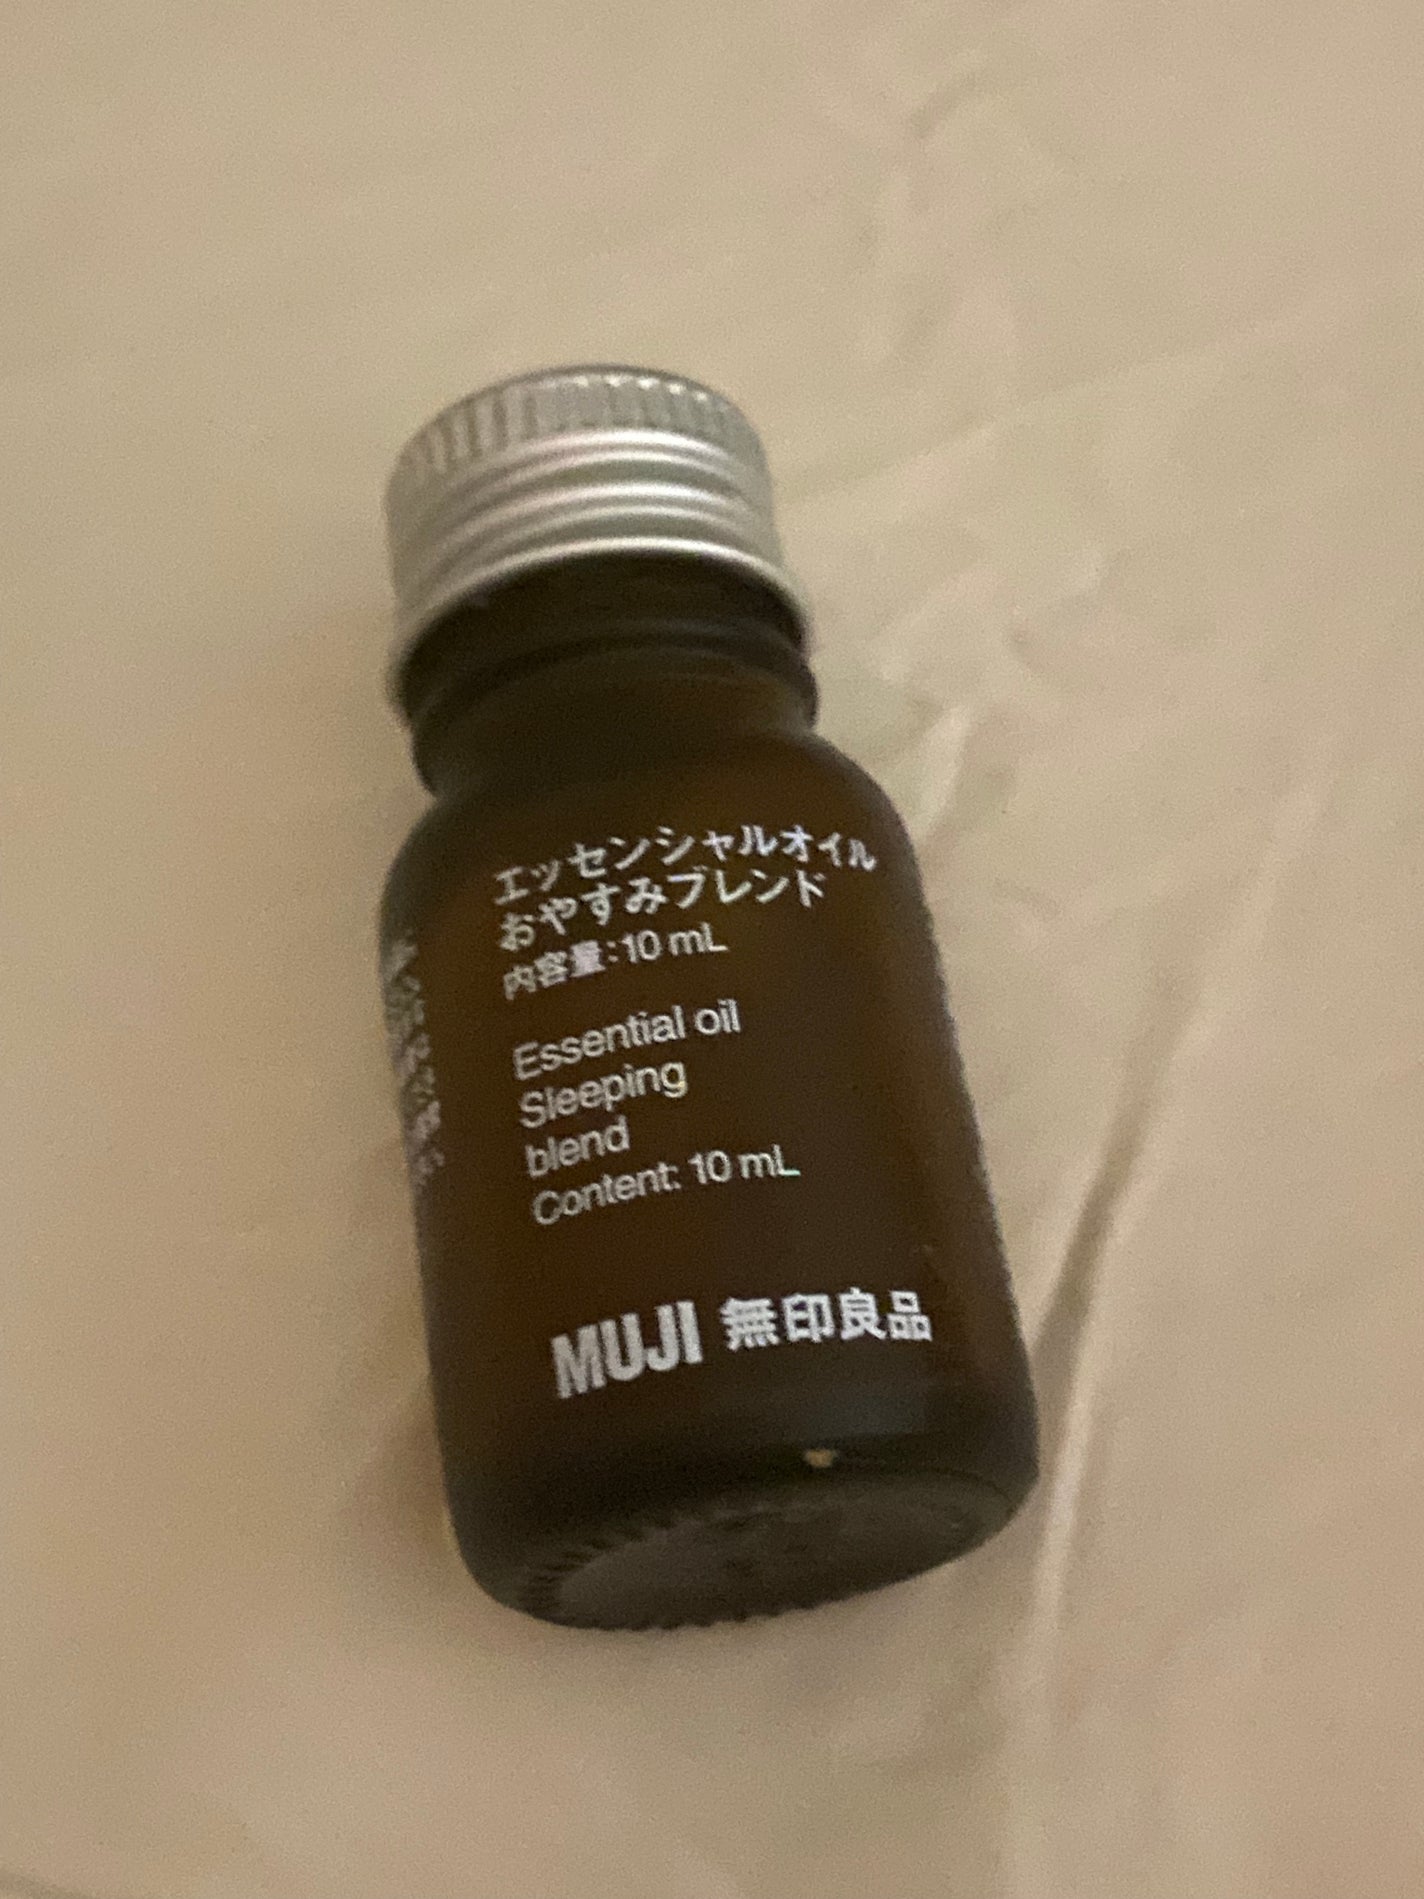 エッセンシャルオイル
おやすみブレンド
内容量:10 mL
Essential oil
Sleeping
blend
Content: 10 mL
MUJI 無印良品